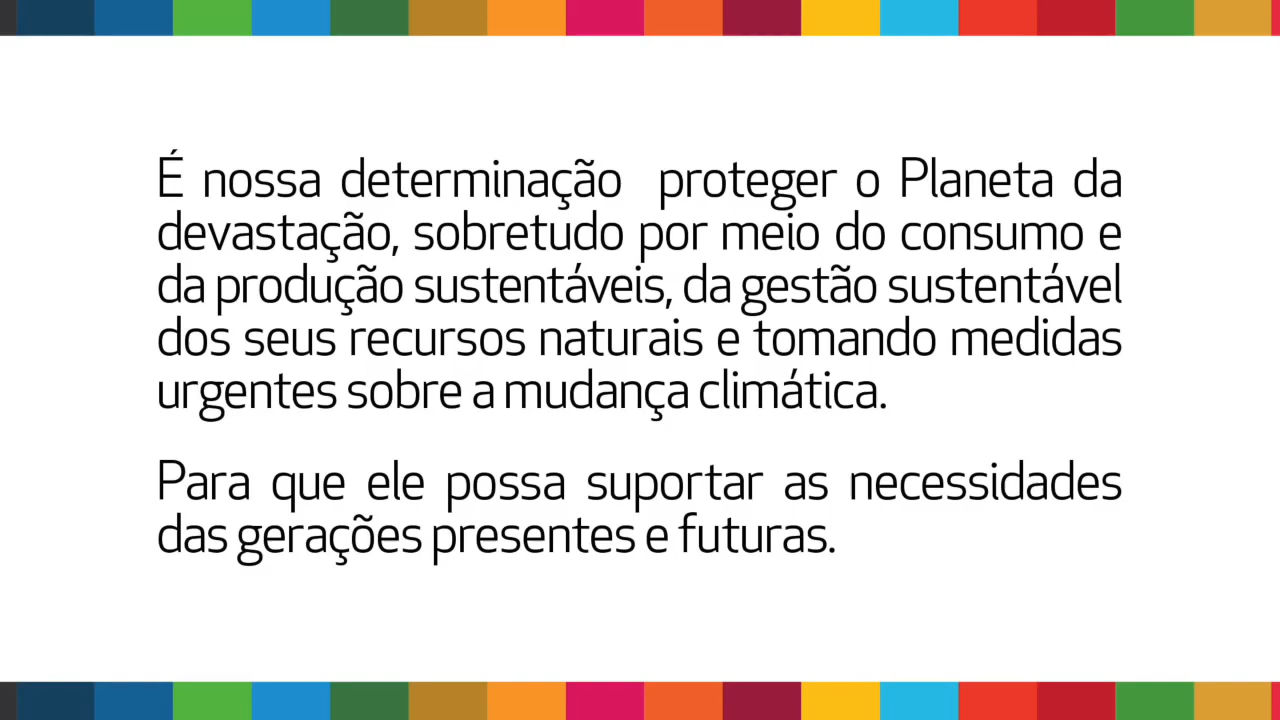 É nossa determinação proteger o Planeta da
devastação, sobretudo por meio do consumo e
da produção sustentáveis, da gestão sustentável
dos seus recursos naturais e tomando medidas
urgentes sobre a mudança climática.
Para que ele possa suportar as necessidades
das gerações presentes e futuras.